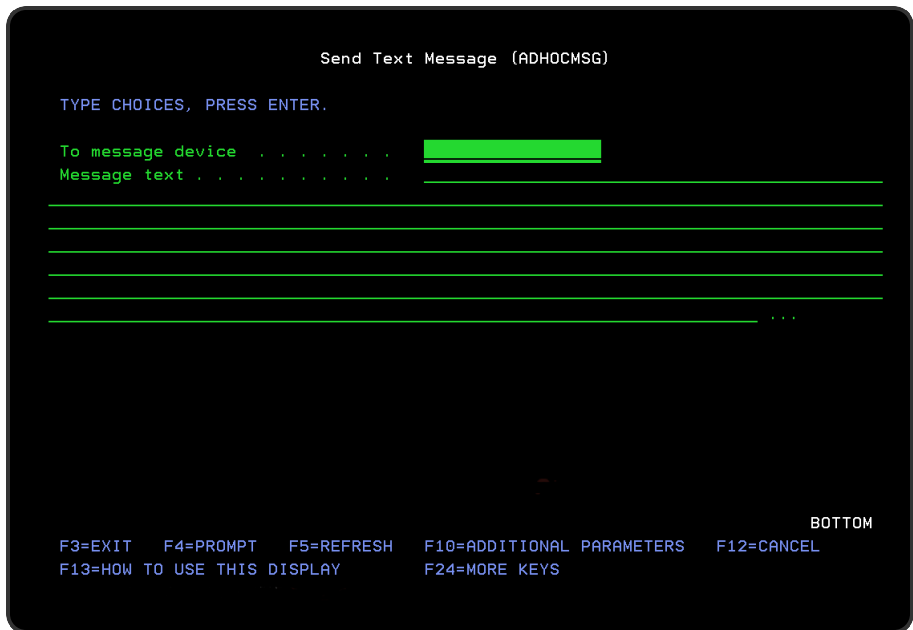 Send Text Message (ADHOCMSG)
TYPE CHOICES, PRESS ENTER.
To message device . . . . . . .
Message text . . . . . . . . . .
...
BOTTOM
F3=EXIT F4=PROMPT F5=REFRESH F10=ADDITIONAL PARAMETERS F12=CANCEL
F13=HOW TO USE THIS DISPLAY F24=MORE KEYS